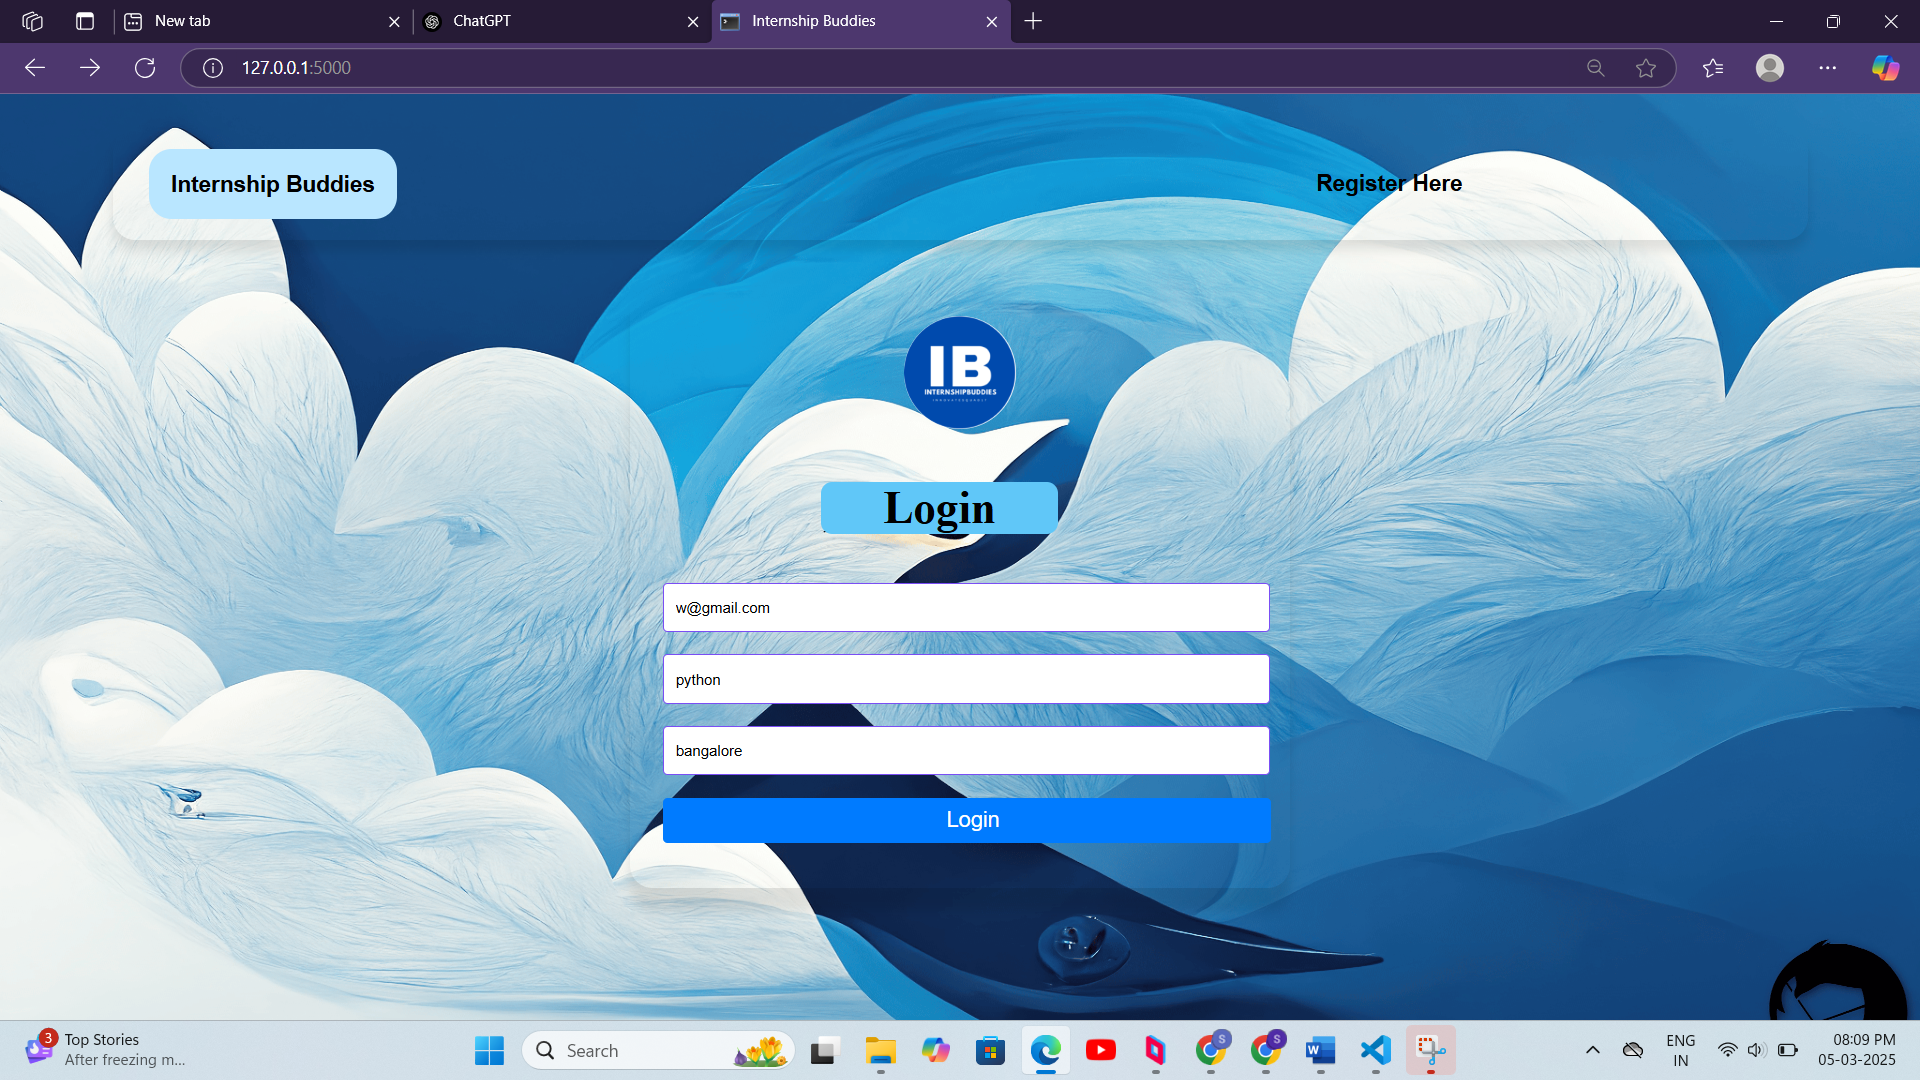 New tab
ChatGPT
Internship Buddies
127.0.0.1:5000
Internship Buddies
Register Here
IB
INTERNSHIPBUDDIES
Login
w@gmail.com
python
bangalore
Login
3
Top Stories
After freezing m...
Search
S
S
W
ENG
IN
08:09 PM
05-03-2025